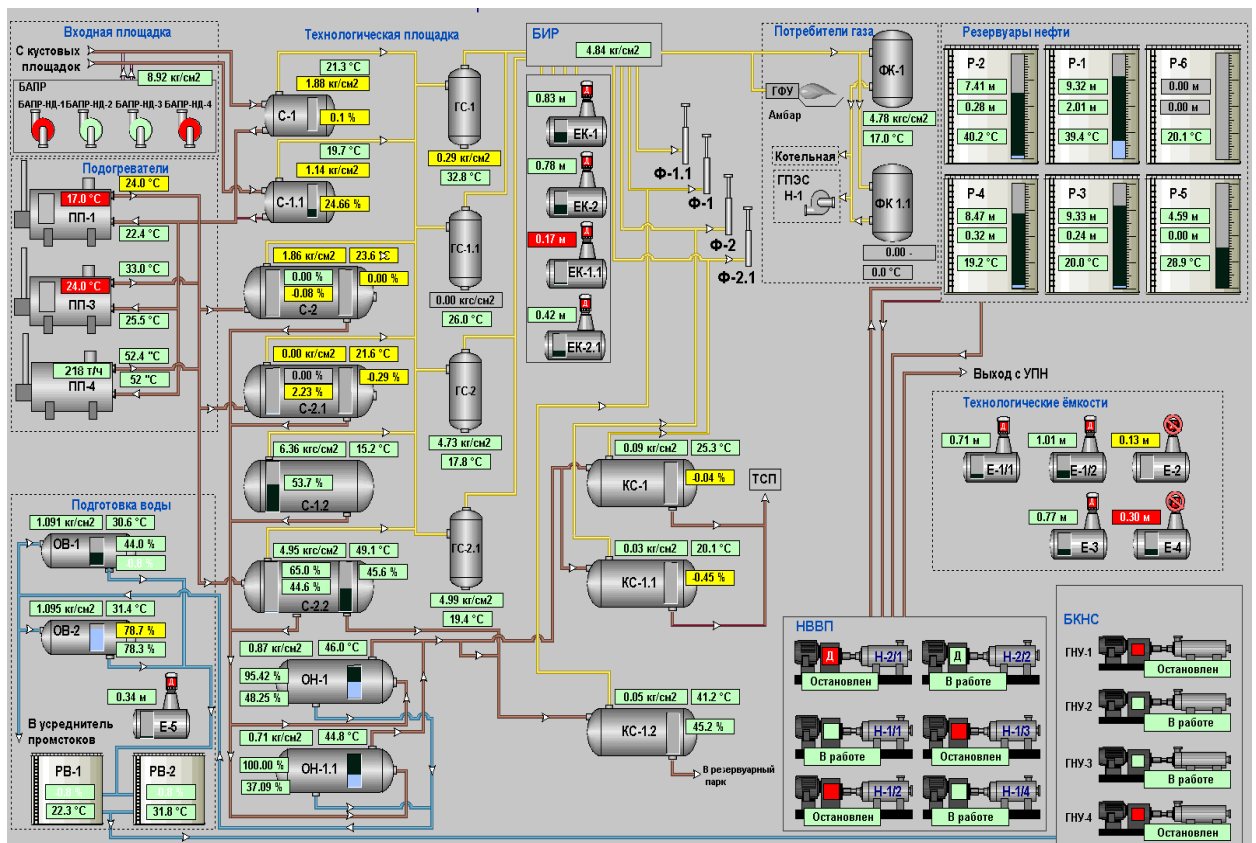 Входная площадка
С кустовых
площадок
8.92 кг/см2
БАПР
БАПР-НД-1
БАПР-НД-2
БАПР-НД-3
БАПР-НД-4
Подогреватели
24.0 °C
17.0 °C
ПП-1
22.4 °C
33.0 °C
24.0 °C
ПП-3
25.5 °C
52.4 °C
218 т/ч
ПП-4
52 °C
Подготовка воды
1.091 кг/см2
30.6 °C
ОВ-1
44.0 %
0.8 %
1.095 кг/см2
31.4 °C
ОВ-2
78.7 %
78.3 %
0.34 м
Д
Е-5
В усреднитель
промстоков
РВ-1
-0.8 %
22.3 °C
РВ-2
-0.8 %
31.8 °C
Технологическая площадка
21.3 °C
1.88 кг/см2
С-1
0.1 %
19.7 °C
1.14 кг/см2
С-1.1
24.66 %
1.86 кг/см2
23.6 °C
0.00 %
0.00 %
-0.08 %
С-2
0.00 кг/см2
21.6 °C
0.00 %
-0.29 %
2.23 %
С-2.1
6.36 кгс/см2
15.2 °C
53.7 %
С-1.2
4.95 кгс/см2
49.1 °C
65.0 %
45.6 %
44.6 %
С-2.2
0.87 кг/см2
46.0 °C
95.42 %
ОН-1
48.25 %
0.71 кг/см2
44.8 °C
100.00 %
ОН-1.1
37.09 %
ГС-1
0.29 кг/см2
32.8 °C
ГС-1.1
0.00 кгс/см2
26.0 °C
ГС-2
4.73 кг/см2
17.8 °C
ГС-2.1
4.99 кг/см2
19.4 °C
БИР
4.84 кг/см2
0.83 м
Д
ЕК-1
0.78 м
Д
ЕК-2
0.17 м
Д
ЕК-1.1
0.42 м
Д
ЕК-2.1
Ф-1.1
Ф-1
Ф-2
Ф-2.1
0.09 кг/см2
25.3 °C
КС-1
-0.04 %
ТСП
0.03 кг/см2
20.1 °C
КС-1.1
-0.45 %
0.05 кг/см2
41.2 °C
КС-1.2
45.2 %
В резервуарный
парк
Потребители газа
ФК-1
ГФУ
Амбар
4.78 кгс/см2
17.0 °C
Котельная
ГПЭС
Н-1
ФК 1.1
0.00 -
0.0 °C
Резервуары нефти
Р-2
7.41 м
0.28 м
40.2 °C
Р-1
9.32 м
2.01 м
39.4 °C
Р-6
0.00 м
0.00 м
20.1 °C
Р-4
8.47 м
0.32 м
19.2 °C
Р-3
9.33 м
0.24 м
20.0 °C
Р-5
4.59 м
0.00 м
28.9 °C
Выход с УПН
Технологические ёмкости
0.71 м
Д
Е-1/1
1.01 м
Д
Е-1/2
0.13 м
Е-2
0.77 м
Д
Е-3
0.30 м
Е-4
НВВП
Д
Н-2/1
Остановлен
Д
Н-2/2
В работе
Н-1/1
В работе
Н-1/3
Остановлен
Н-1/2
Остановлен
Н-1/4
В работе
БКНС
ГНУ-1
Остановлен
ГНУ-2
В работе
ГНУ-3
В работе
ГНУ-4
Остановлен